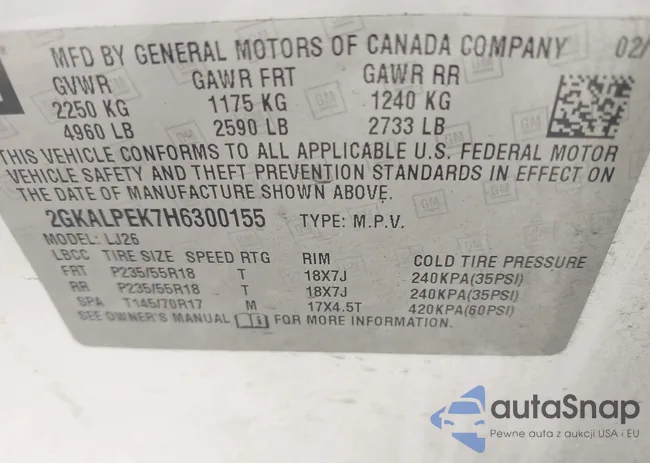 MFD BY GENERAL MOTORS OF CANADA COMPANY 02/
GVWR GAWR FRT GAWR RR
2250 KG 1175 KG 1240 KG
4960 LB 2590 LB 2733 LB
THIS VEHICLE CONFORMS TO ALL APPLICABLE U.S. FEDERAL MOTOR
VEHICLE SAFETY AND THEFT PREVENTION STANDARDS IN EFFECT ON
THE DATE OF MANUFACTURE SHOWN ABOVE.
2GKALPEK7H6300155 TYPE: M.P.V.
MODEL: LJ26
LBCC TIRE SIZE SPEED RTG RIM COLD TIRE PRESSURE
FRT P235/55R18 T 18X7J 240KPA(35PSI)
RR P235/55R18 T 18X7J 240KPA(35PSI)
SPA T145/70R17 M 17X4.5T 420KPA(60PSI)
SEE OWNER'S MANUAL FOR MORE INFORMATION.
GM
autaSnap
Pewne auta z aukcji USA i EU